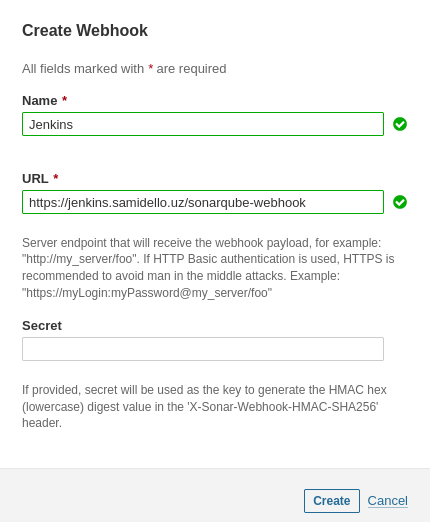 Create Webhook
All fields marked with * are required
Name *
Jenkins
URL *
https://jenkins.samidello.uz/sonarqube-webhook
Server endpoint that will receive the webhook payload, for example:
"http://my_server/foo". If HTTP Basic authentication is used, HTTPS is
recommended to avoid man in the middle attacks. Example:
"https://myLogin:myPassword@my_server/foo"
Secret
If provided, secret will be used as the key to generate the HMAC hex
(lowercase) digest value in the 'X-Sonar-Webhook-HMAC-SHA256'
header.
Create Cancel